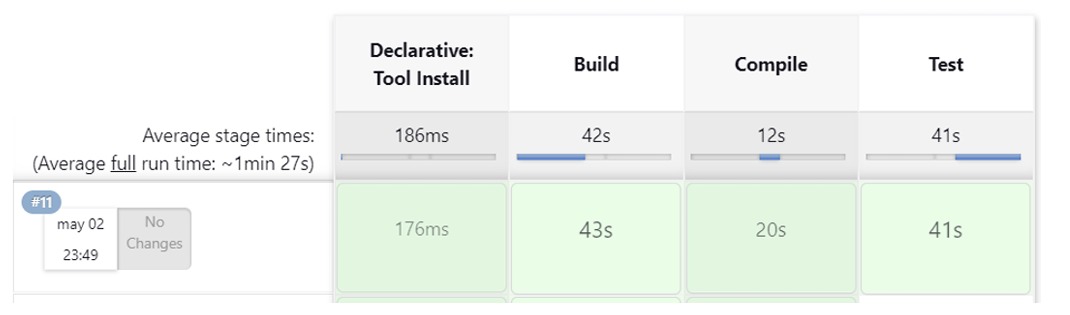 Declarative:
Tool Install
Build
Compile
Test
Average stage times:
(Average full run time: ~1min 27s)
186ms
42s
12s
41s
#11
may 02
23:49
No
Changes
176ms
43s
20s
41s